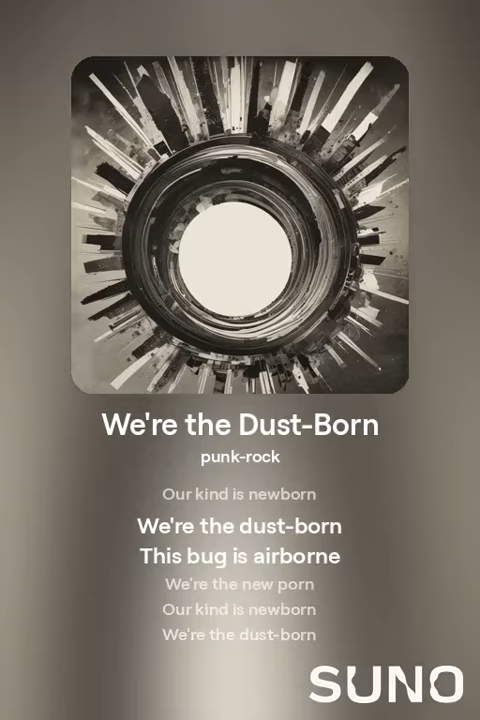 We're the Dust-Born
punk-rock
Our kind is newborn
We're the dust-born
This bug is airborne
We're the new porn
Our kind is newborn
We're the dust-born
SUNO